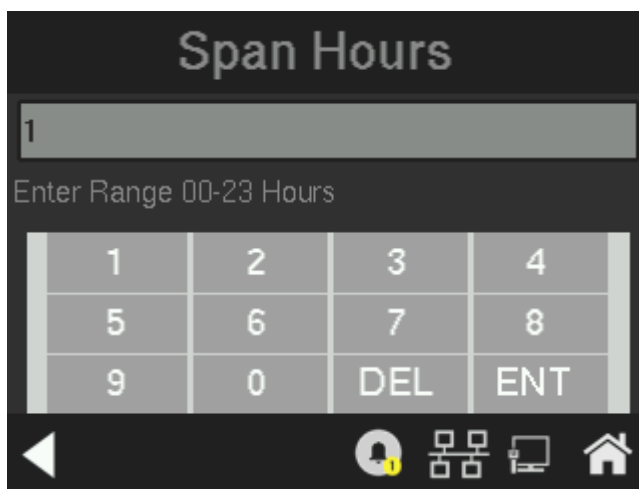 Span Hours
1
Enter Range 00-23 Hours
1 2 3 4
5 6 7 8
9 0 DEL ENT
1